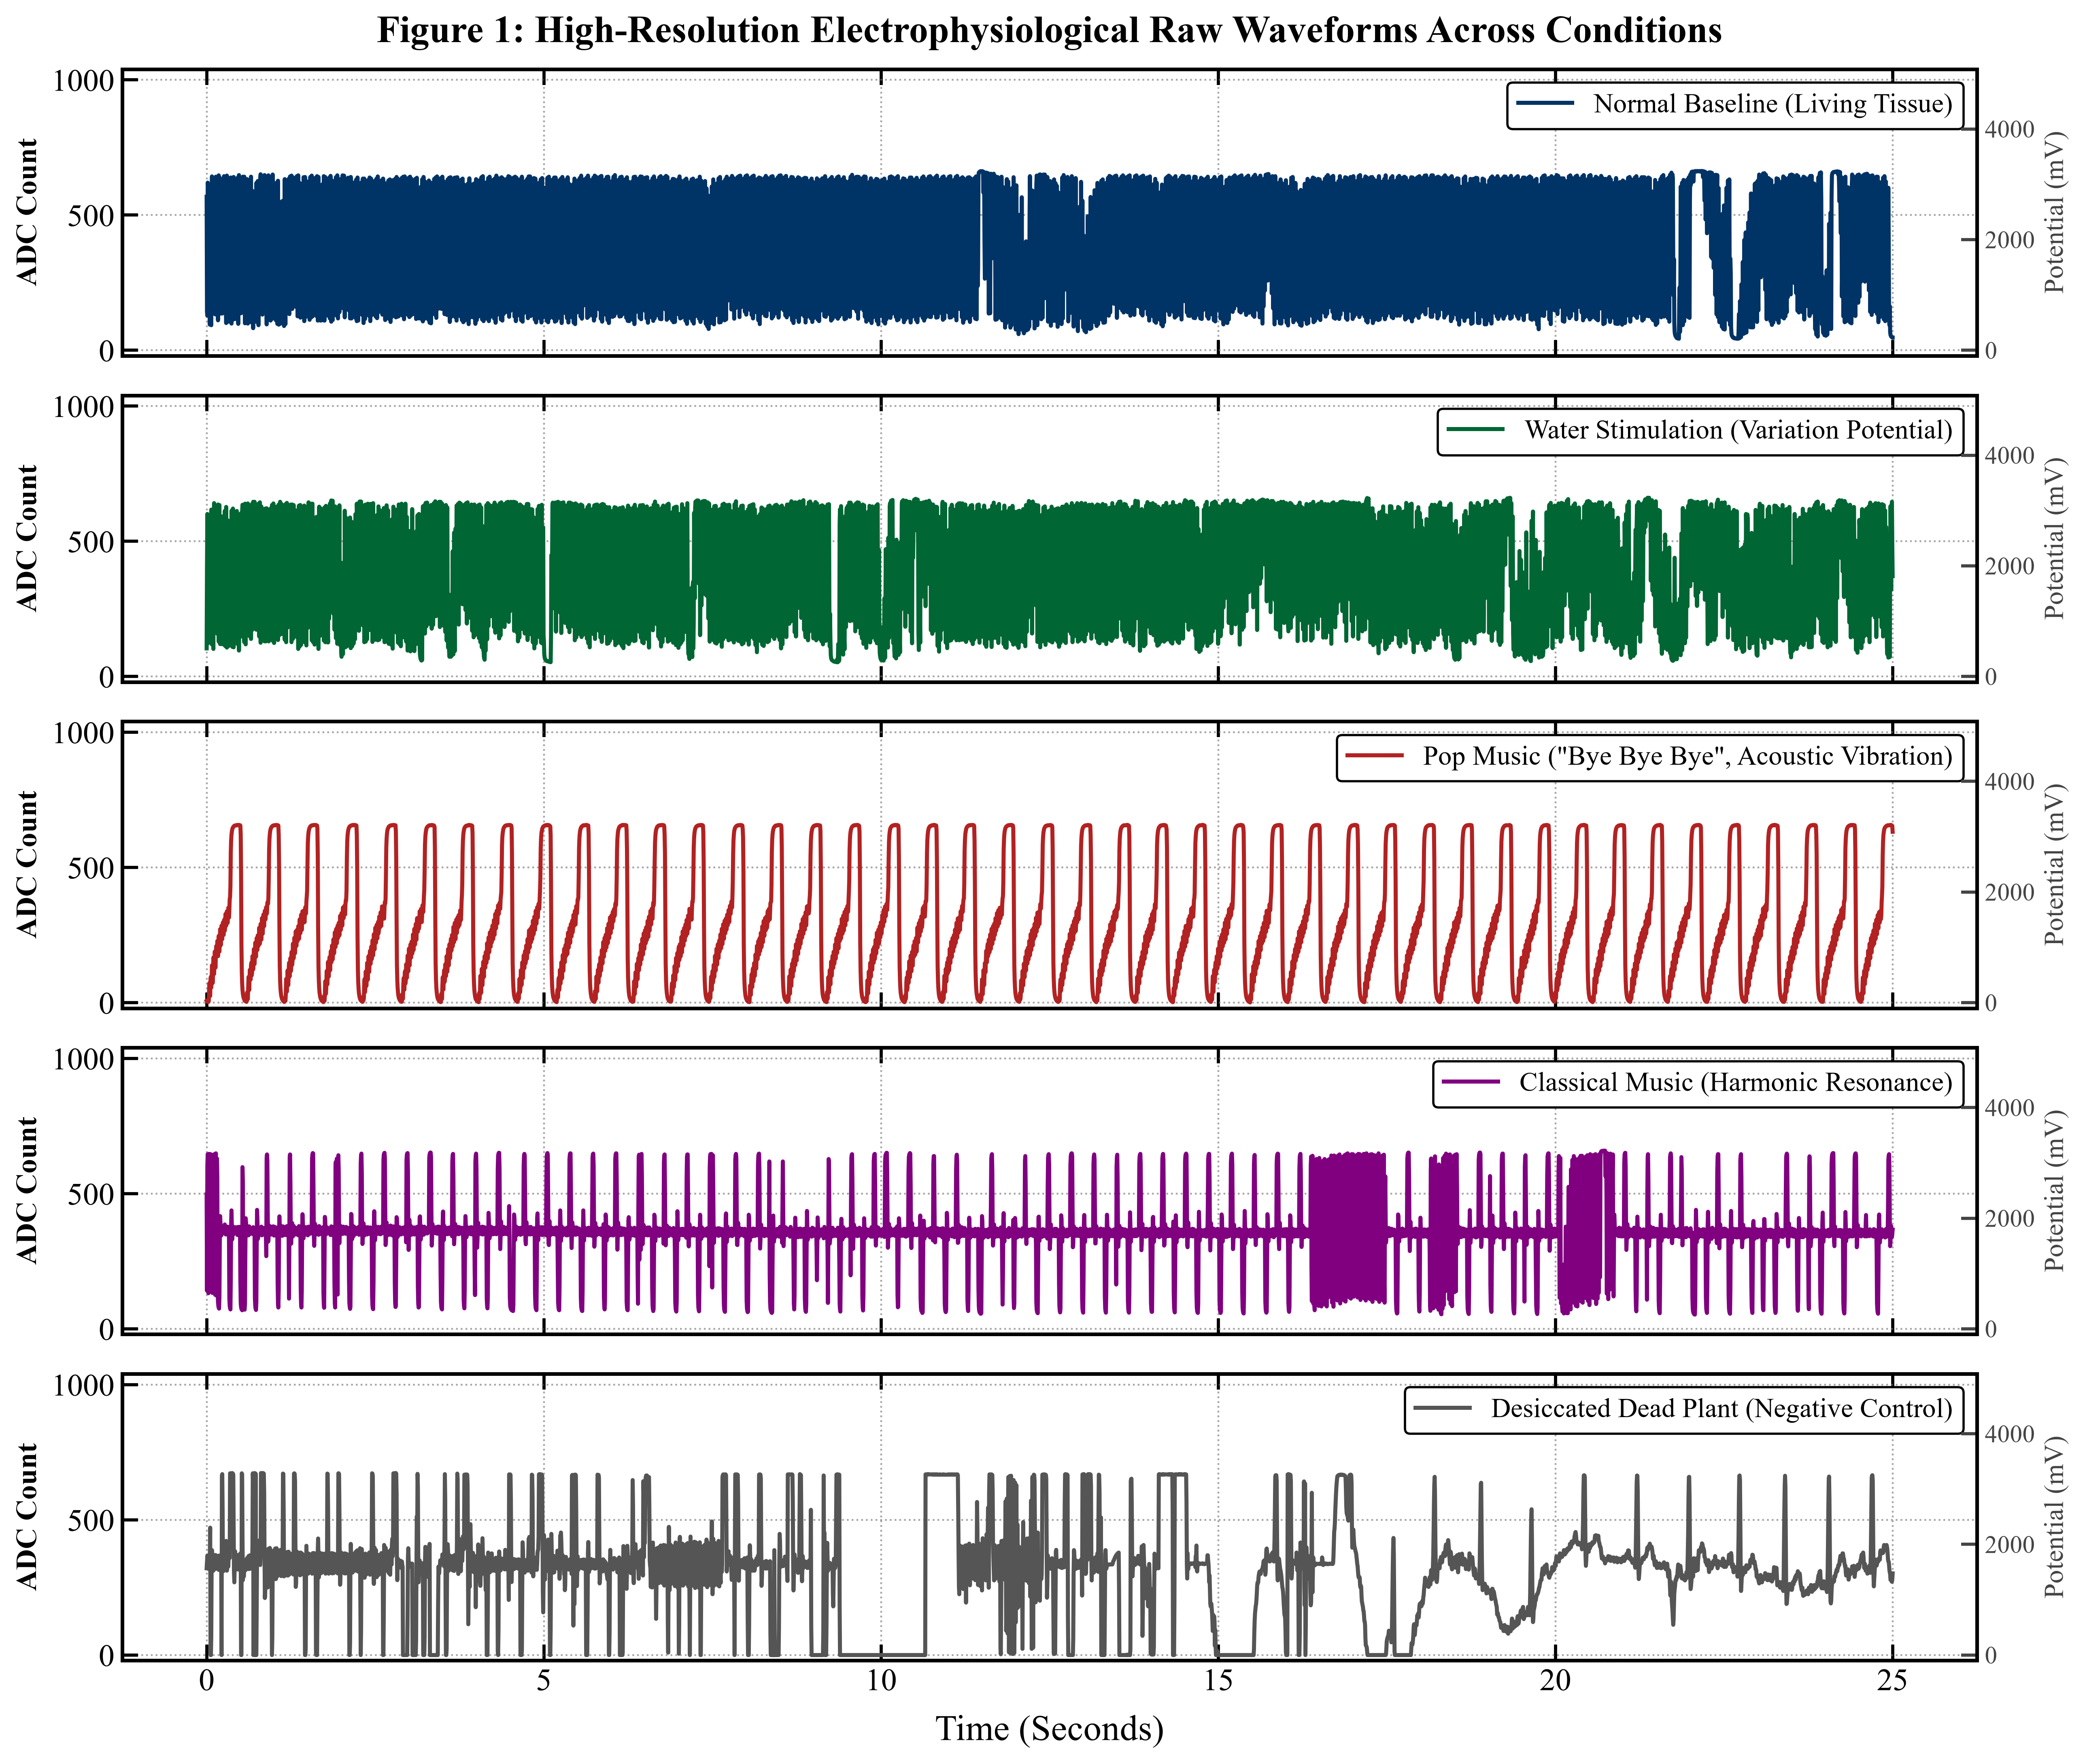 Figure 1: High-Resolution Electrophysiological Raw Waveforms Across Conditions
1000
500
0
ADC Count
Normal Baseline (Living Tissue)
4000
2000
0
Potential (mV)
1000
500
0
ADC Count
Water Stimulation (Variation Potential)
4000
2000
0
Potential (mV)
1000
500
0
ADC Count
Pop Music ("Bye Bye Bye", Acoustic Vibration)
4000
2000
0
Potential (mV)
1000
500
0
ADC Count
Classical Music (Harmonic Resonance)
4000
2000
0
Potential (mV)
1000
500
0
ADC Count
Desiccated Dead Plant (Negative Control)
4000
2000
0
Potential (mV)
0 5 10 15 20 25
Time (Seconds)